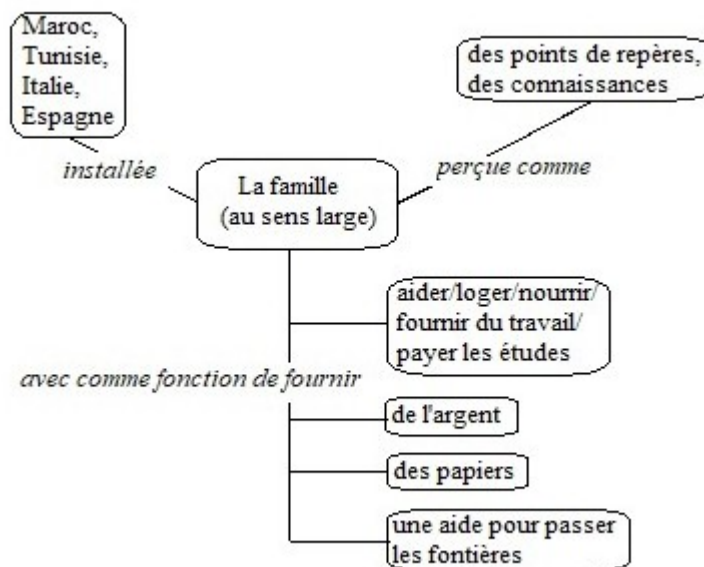 Maroc,
Tunisie,
Italie,
Espagne
des points de repères,
des connaissances
installée
perçue comme
La famille
(au sens large)
aider/loger/nourrir/
fournir du travail/
payer les études
avec comme fonction de fournir
de l'argent
des papiers
une aide pour passer
les fontières